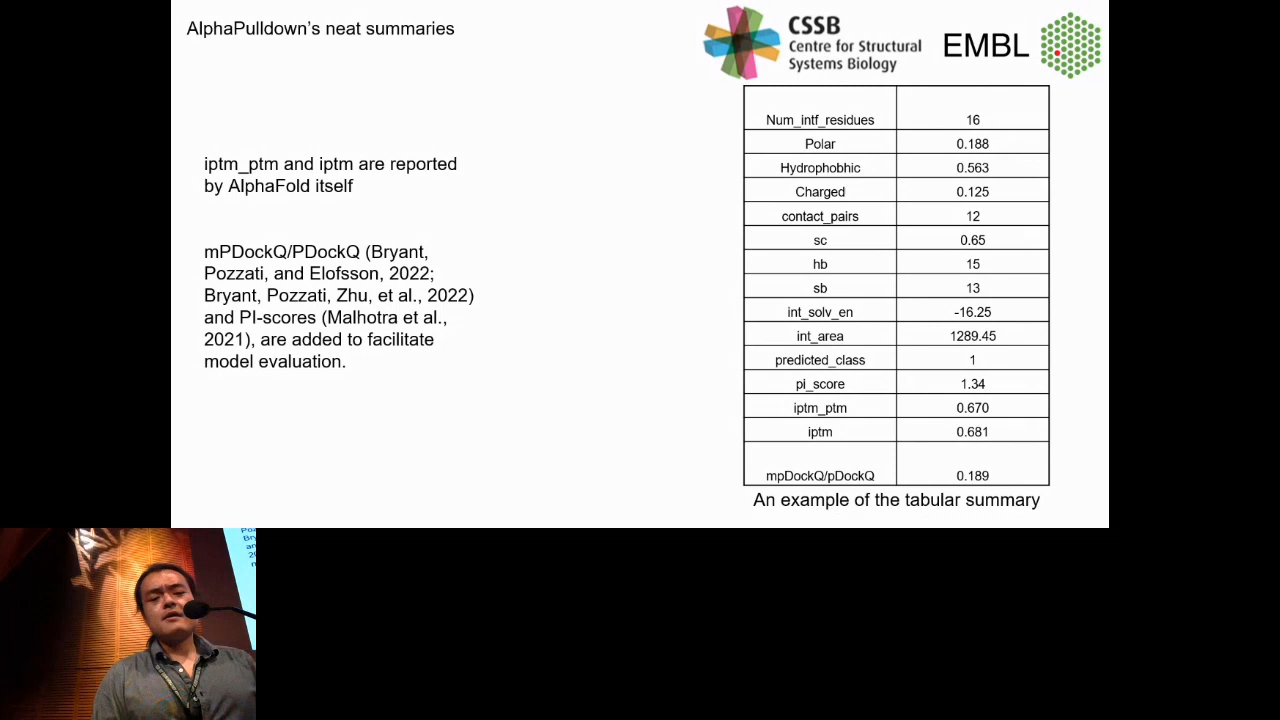 AlphaPulldown's neat summaries
CSSB
Centre for Structural
Systems Biology
EMBL
iptm_ptm and iptm are reported
by AlphaFold itself
mPDockQ/PDockQ (Bryant,
Pozzati, and Elofsson, 2022;
Bryant, Pozzati, Zhu, et al., 2022)
and PI-scores (Malhotra et al.,
2021), are added to facilitate
model evaluation.
Num_intf_residues 16
Polar 0.188
Hydrophobhic 0.563
Charged 0.125
contact_pairs 12
sc 0.65
hb 15
sb 13
int_solv_en -16.25
int_area 1289.45
predicted_class 1
pi_score 1.34
iptm_ptm 0.670
iptm 0.681
mpDockQ/pDockQ 0.189
An example of the tabular summary